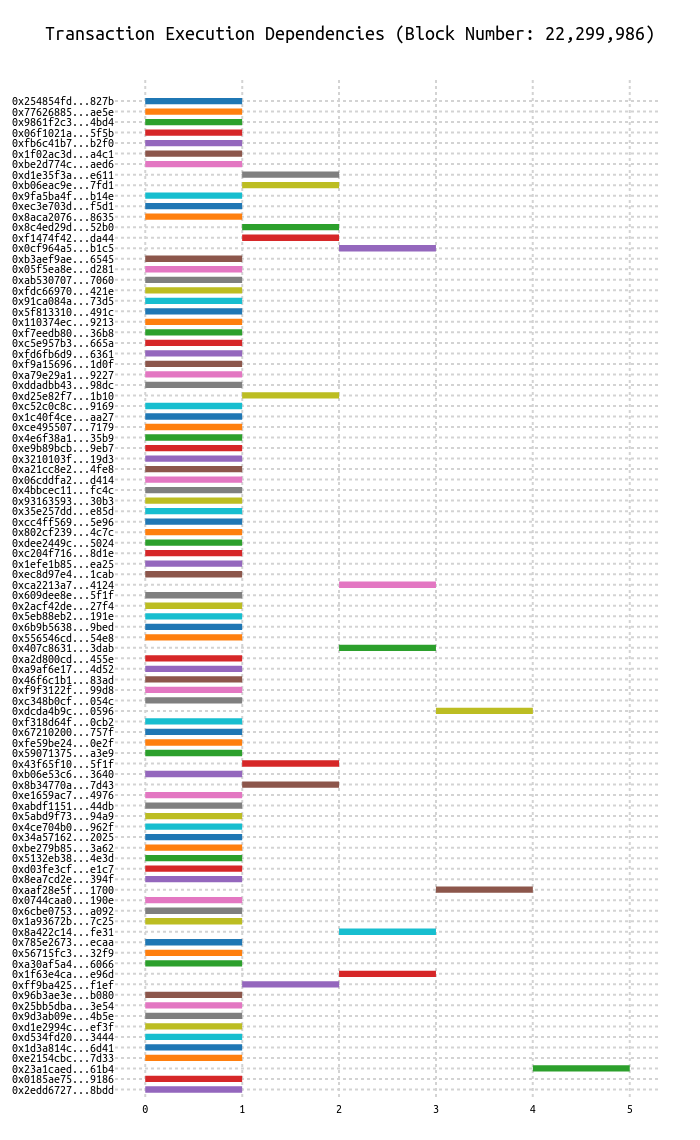 Transaction Execution Dependencies (Block Number: 22,299,986)
0x254854fd...827b
0x77626885...ae5e
0x9861f2c3...4bd4
0x06f1021a...5f5b
0xfb6c41b7...b2f0
0x1f02ac3d...a4c1
0xbe2d774c...aed6
0xd1e35f3a...e611
0xb06eac9e...7fd1
0x9fa5ba4f...b14e
0xec3e703d...f5d1
0x8aca2076...8635
0x8c4ed29d...52b0
0xf1474f42...da44
0x0cf964a5...b1c5
0xb3aef9ae...6545
0x05f5ea8e...d281
0xab530707...7060
0xfdc66970...421e
0x91ca084a...73d5
0x5f813310...491c
0x110374ec...9213
0xf7eedb80...36b8
0xc5e957b3...665a
0xfd6fb6d9...6361
0xf9a15696...1d0f
0xa79e29a1...9227
0xddadbb43...98dc
0xd25e82f7...1b10
0xc52c0c8c...9169
0x1c40f4ce...aa27
0xce495507...7179
0x4e6f38a1...35b9
0xe9b89bcb...9eb7
0x3210103f...19d3
0xa21cc8e2...4fe8
0x06cddfa2...d414
0x4bbcec11...fc4c
0x93163593...30b3
0x35e257dd...e85d
0xcc4ff569...5e96
0x802cf239...4c7c
0xdee2449c...5024
0xc204f716...8d1e
0x1efe1b85...ea25
0xec8d97e4...1cab
0xca2213a7...4124
0x609dee8e...5f1f
0x2acf42de...27f4
0x5eb88eb2...191e
0x6b9b5638...9bed
0x556546cd...54e8
0x407c8631...3dab
0xa2d800cd...455e
0xa9af6e17...4d52
0x46f6c1b1...83ad
0xf9f3122f...99d8
0xc348b0cf...054c
0xdcda4b9c...0596
0xf318d64f...0cb2
0x67210200...757f
0xfe59be24...0e2f
0x59071375...a3e9
0x43f65f10...5f1f
0xb06e53c6...3640
0x8b34770a...7d43
0xe1659ac7...4976
0xabdf1151...44db
0x5abd9f73...94a9
0x4ce704b0...962f
0x34a57162...2025
0xbe279b85...3a62
0x5132eb38...4e3d
0xd03fe3cf...e1c7
0x8ea7cd2e...394f
0xaaf28e5f...1700
0x0744caa0...190e
0x6cbe0753...a092
0x1a93672b...7c25
0x8a422c14...fe31
0x785e2673...ecaa
0x56715fc3...32f9
0xa30af5a4...6066
0x1f63e4ca...e96d
0xff9ba425...f1ef
0x96b3ae3e...b080
0x25bb5dba...3e54
0x9d3ab09e...4b5e
0xd1e2994c...ef3f
0xd534fd20...3444
0x1d3a814c...6d41
0xe2154cbc...7d33
0x23a1caed...61b4
0x0185ae75...9186
0x2edd6727...8bdd
0 1 2 3 4 5